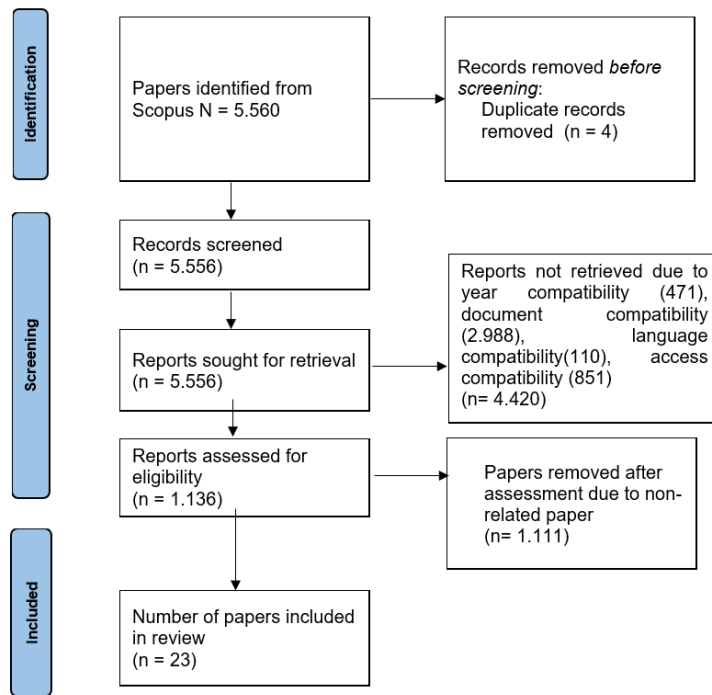 Identification
Papers identified from
Scopus N = 5.560
Records removed before
screening:
Duplicate records
removed (n = 4)
Screening
Records screened
(n = 5.556)
Reports sought for retrieval
(n = 5.556)
Reports not retrieved due to
year compatibility (471),
document compatibility
(2.988), language
compatibility(110), access
compatibility (851)
(n= 4.420)
Reports assessed for
eligibility
(n = 1.136)
Papers removed after
assessment due to non-
related paper
(n= 1.111)
Included
Number of papers included
in review
(n = 23)